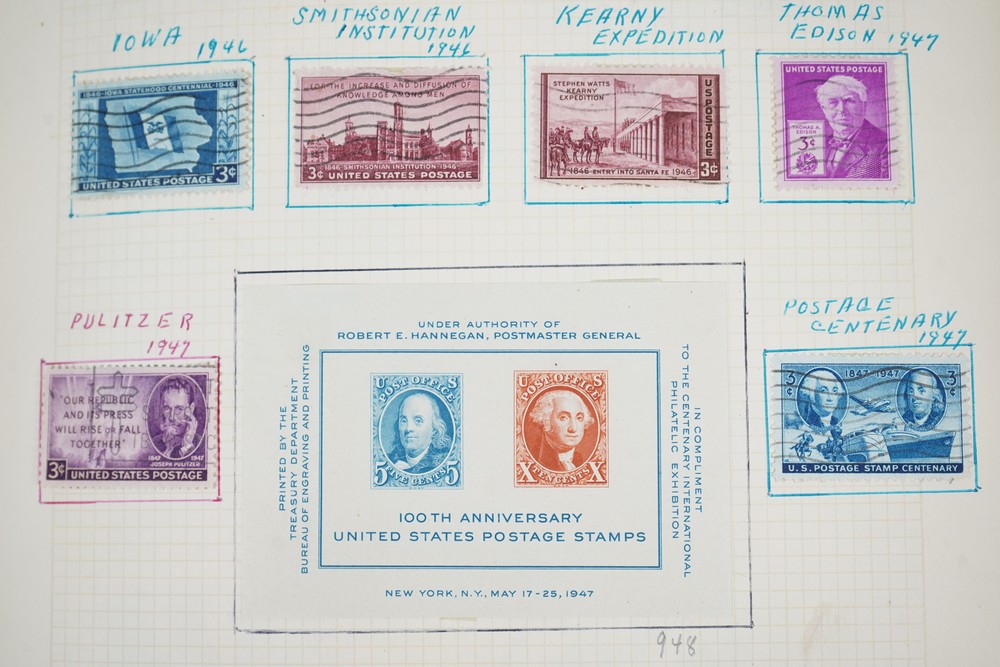 IOWA 1946
1846·IOWA STATEHOOD CENTENNIAL·1946
3¢
UNITED STATES POSTAGE
SMITHSONIAN
INSTITUTION
1946
FOR THE INCREASE AND DIFFUSION OF
KNOWLEDGE AMONG MEN
1846·SMITHSONIAN INSTITUTION·1946
3¢ UNITED STATES POSTAGE
KEARNY
EXPEDITION
STEPHEN WATTS
KEARNY
EXPEDITION
U.S. POSTAGE
3¢
1846·ENTRY INTO SANTA FE·1946
THOMAS
EDISON 1947
UNITED STATES POSTAGE
THOMAS A.
EDISON
3¢
PULITZER
1947
"OUR REPUBLIC
AND ITS PRESS
WILL RISE OR FALL
TOGETHER"
1847 1947
JOSEPH PULITZER
3¢ UNITED STATES POSTAGE
UNDER AUTHORITY OF
ROBERT E. HANNEGAN, POSTMASTER GENERAL
PRINTED BY THE
TREASURY DEPARTMENT
BUREAU OF ENGRAVING AND PRINTING
U POST OFFICE S
5 FIVE CENTS 5
U POST OFFICE S
X TEN CENTS X
TO THE CENTENARY INTERNATIONAL
PHILATELIC EXHIBITION
IN COMPLIMENT
100TH ANNIVERSARY
UNITED STATES POSTAGE STAMPS
NEW YORK, N.Y., MAY 17-25, 1947
948
POSTAGE
CENTENARY
1947
3¢ 1847-1947 3¢
U.S. POSTAGE STAMP CENTENARY